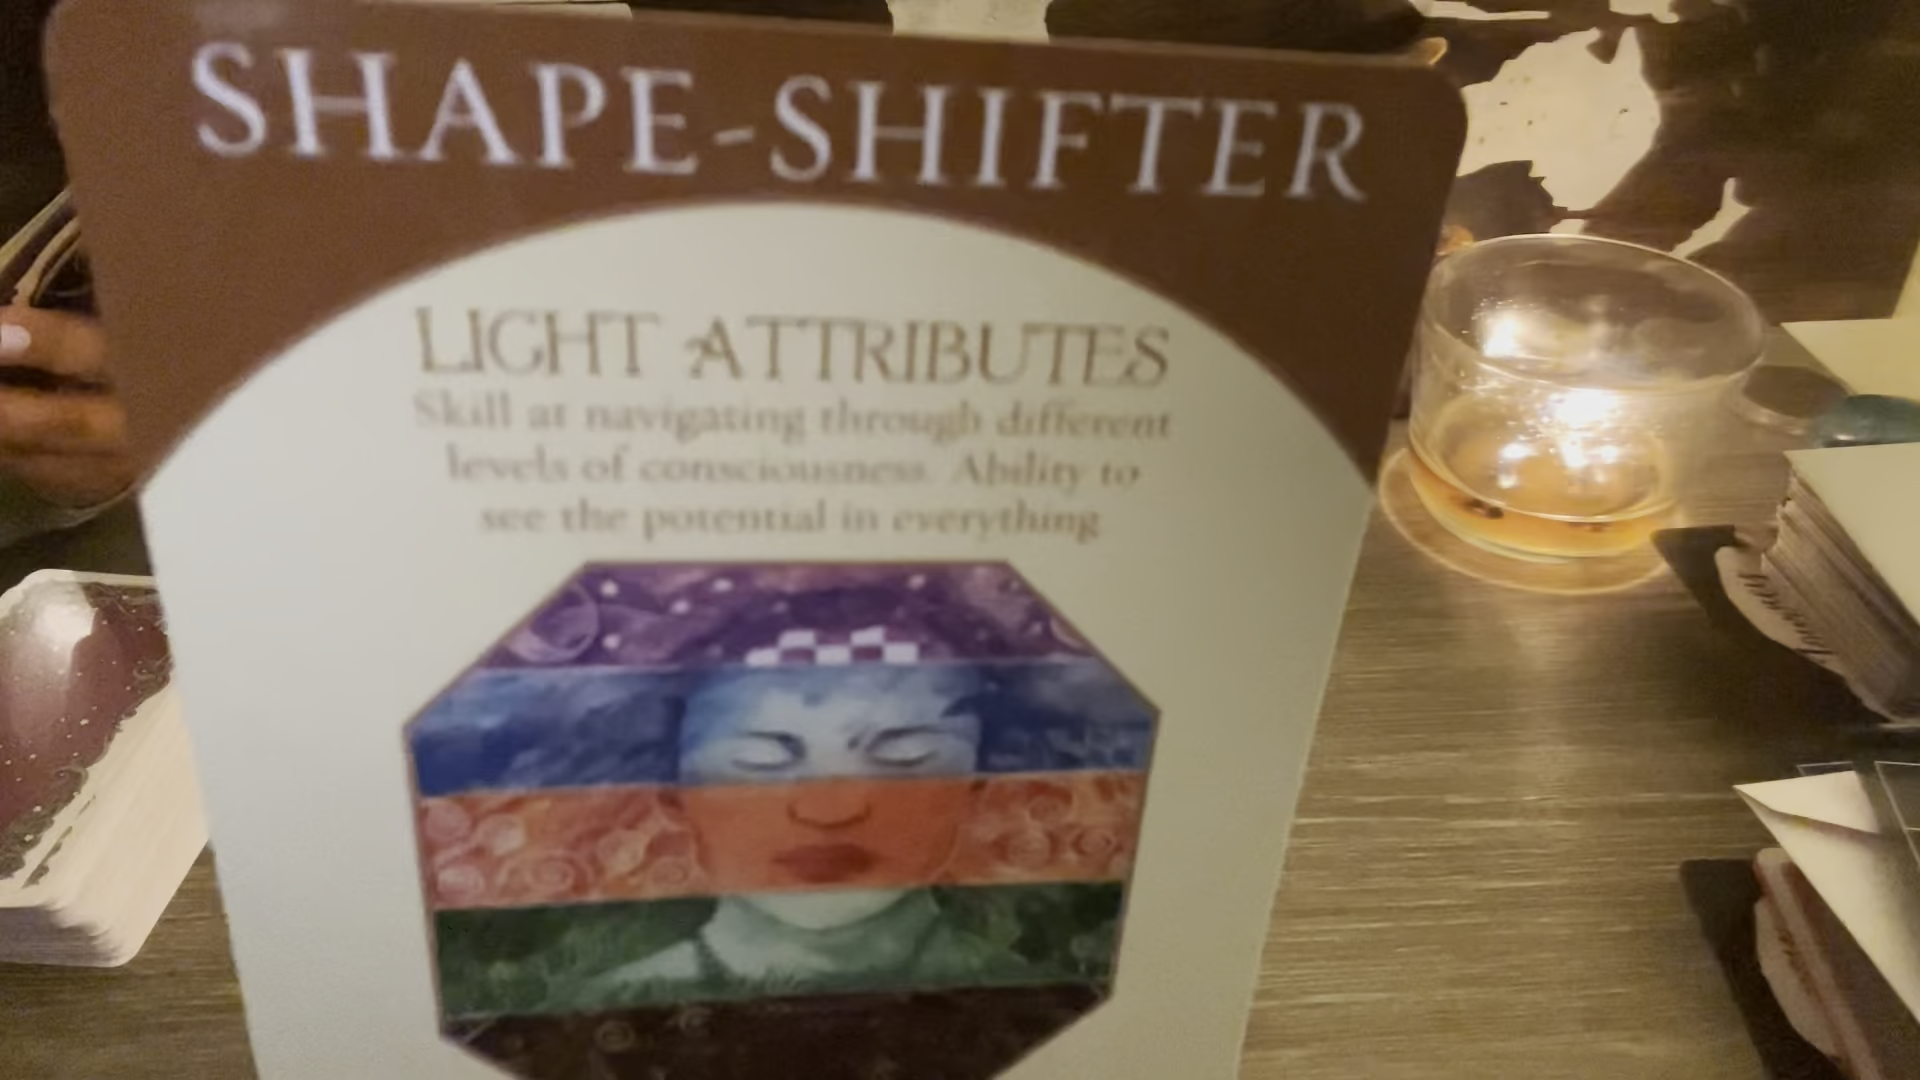 SHAPE-SHIFTER
LIGHT ATTRIBUTES
Skill at navigating through different
levels of consciousness. Ability to
see the potential in everything